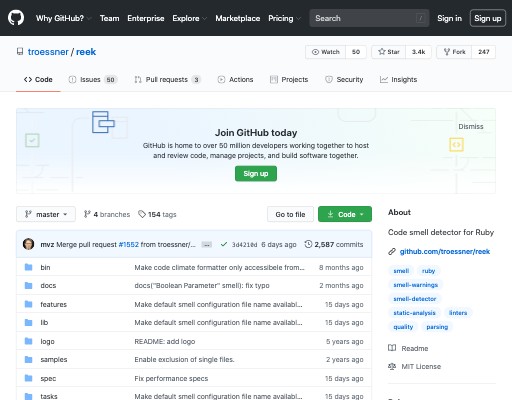 Why GitHub? Team Enterprise Explore Marketplace Pricing Search / Sign in Sign up
troessner / reek Watch 50 Star 3.4k Fork 247
Code Issues 50 Pull requests 3 Actions Projects Security Insights
Join GitHub today
Dismiss
GitHub is home to over 50 million developers working together to host
and review code, manage projects, and build software together.
Sign up
master 4 branches 154 tags Go to file Code
mvz Merge pull request #1552 from troessner/... ... 3d4210d 6 days ago 2,587 commits
bin Make code climate formatter only accessibele from... 8 months ago
docs docs("Boolean Parameter" smell): fix typo 2 months ago
features Make default smell configuration file name availabl... 15 days ago
lib Make default smell configuration file name availabl... 15 days ago
logo README: add logo 5 years ago
samples Enable exclusion of single files. 2 years ago
spec Fix performance specs 15 days ago
tasks Make default smell configuration file name availabl... 15 days ago
About
Code smell detector for Ruby
github.com/troessner/reek
smell ruby
smell-warnings
smell-detector
static-analysis linters
quality parsing
Readme
MIT License